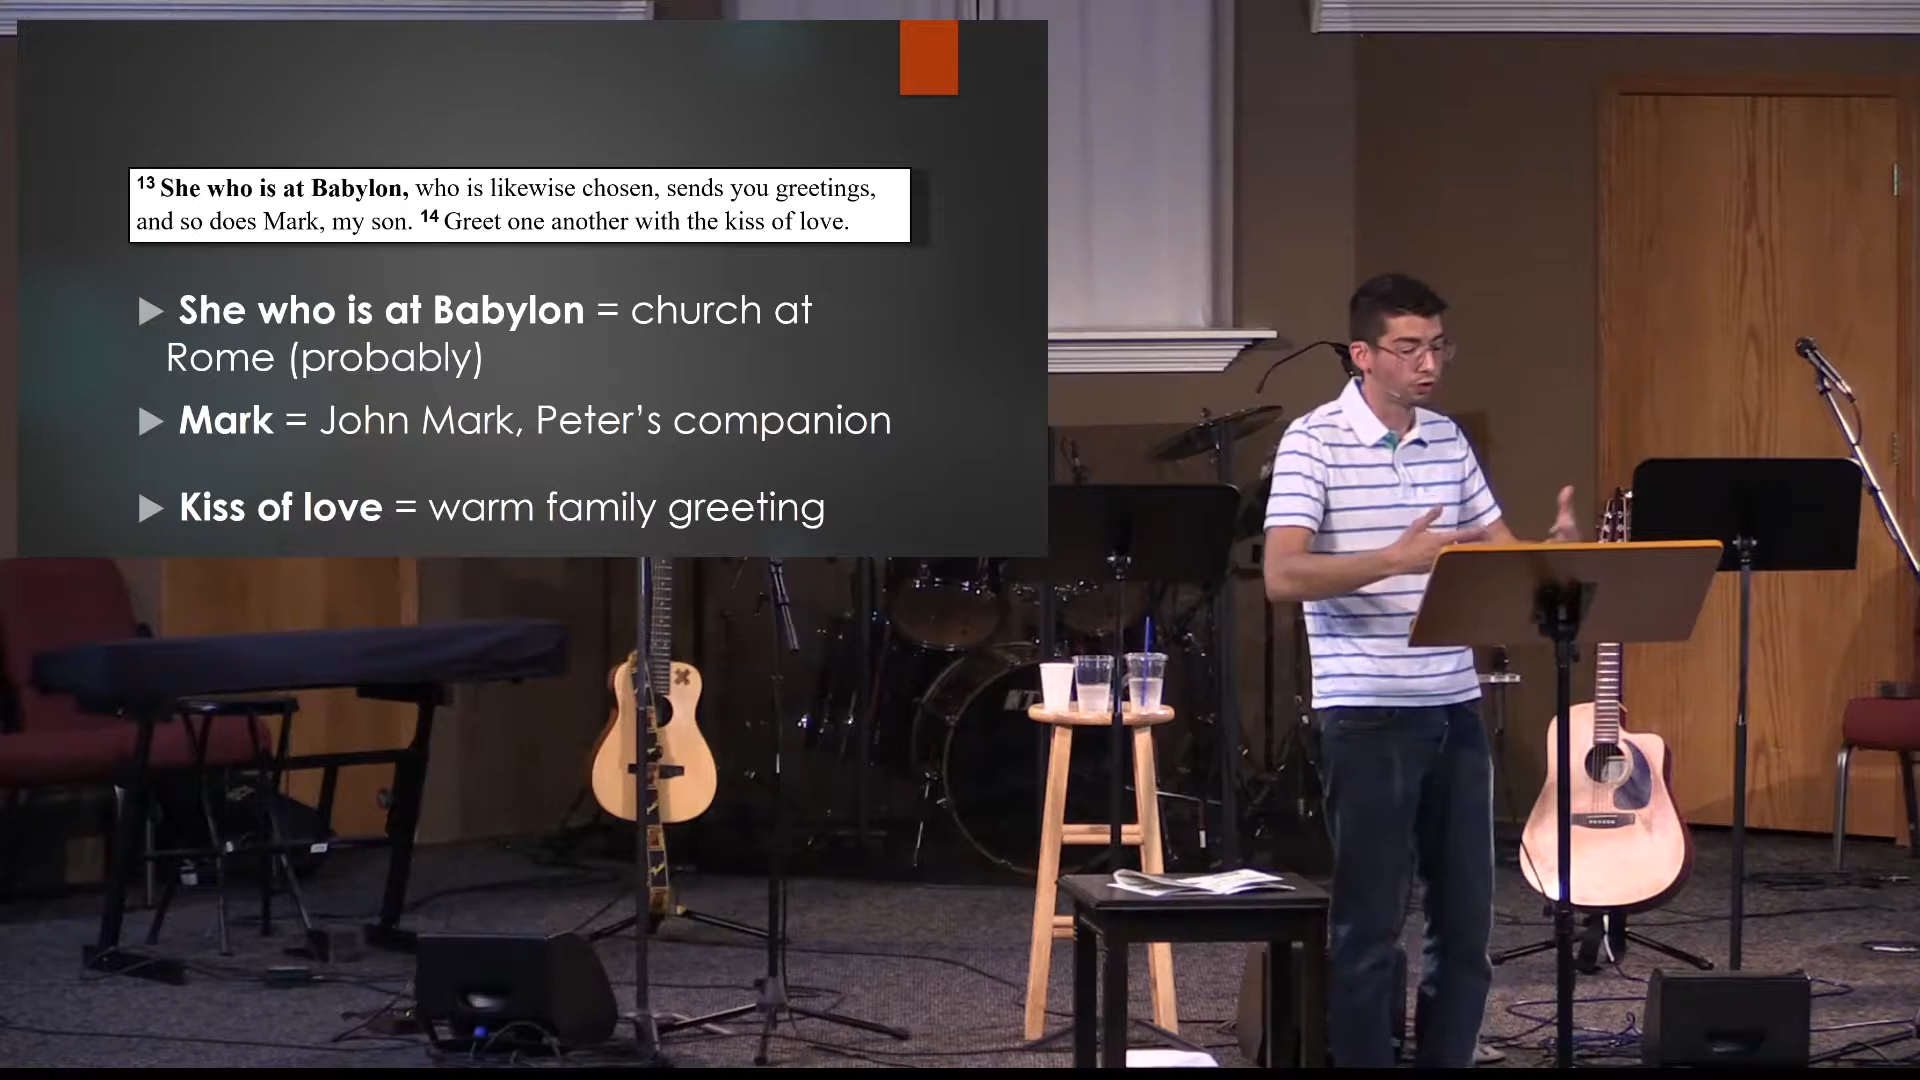 13 She who is at Babylon, who is likewise chosen, sends you greetings,
and so does Mark, my son. 14 Greet one another with the kiss of love.
She who is at Babylon = church at
Rome (probably)
Mark = John Mark, Peter's companion
Kiss of love = warm family greeting